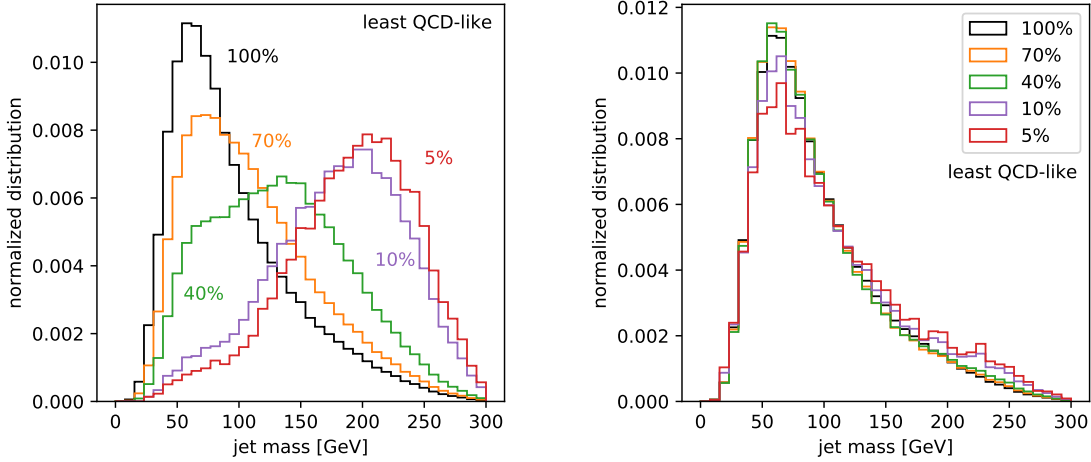 least QCD-like
100%
70%
5%
40%
10%
0.010
0.008
0.006
0.004
0.002
0.000
normalized distribution
0 50 100 150 200 250 300
jet mass [GeV]
0.012
0.010
0.008
0.006
0.004
0.002
0.000
normalized distribution
100%
70%
40%
10%
5%
least QCD-like
0 50 100 150 200 250 300
jet mass [GeV]